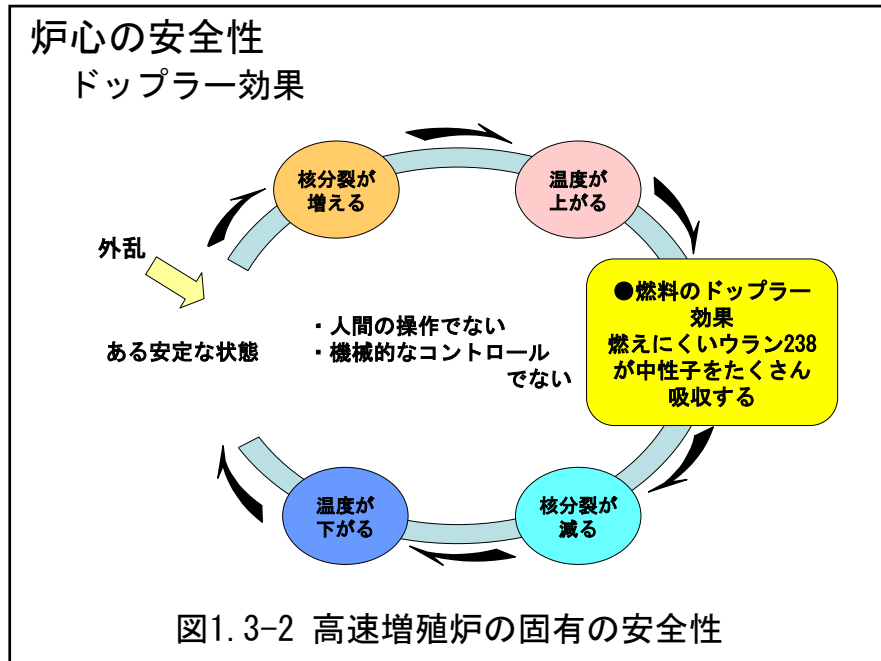 炉心の安全性
ドップラー効果
核分裂が
増える
温度が
上がる
外乱
ある安定な状態
・人間の操作でない
・機械的なコントロール
でない
●燃料のドップラー
効果
燃えにくいウラン238
が中性子をたくさん
吸収する
温度が
下がる
核分裂が
減る
図1.3-2 高速増殖炉の固有の安全性